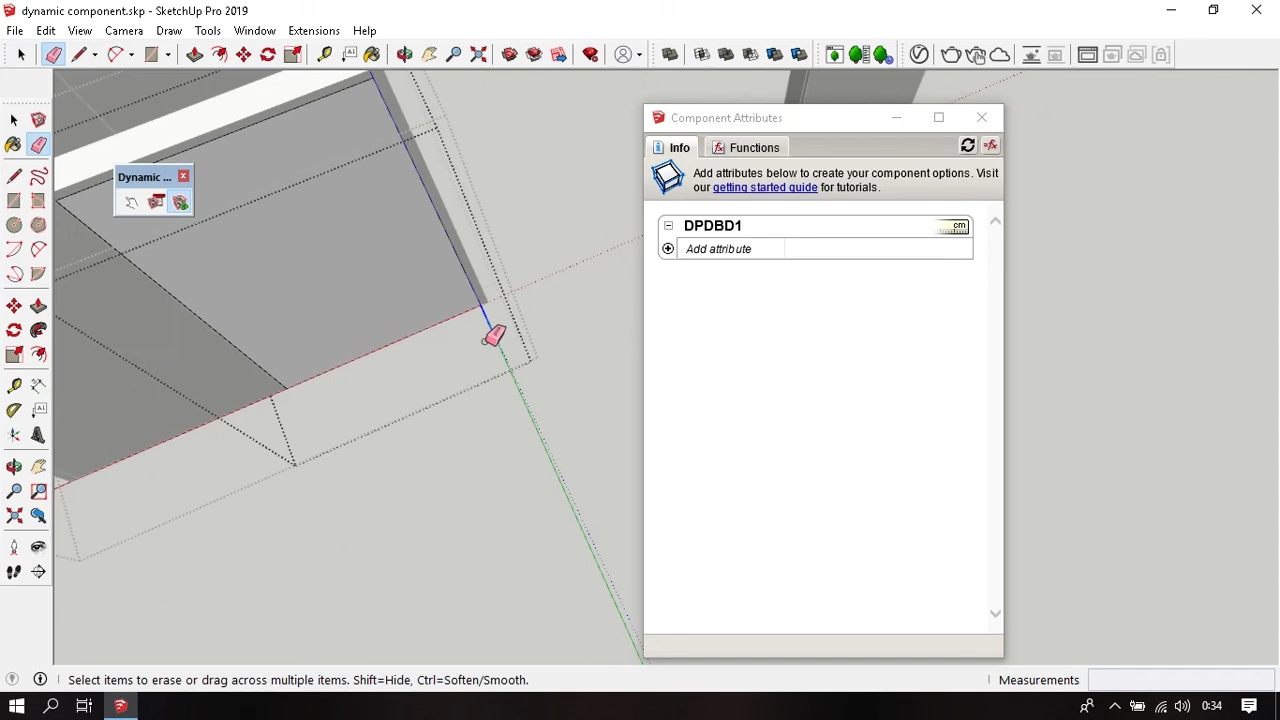 dynamic component.skp - SketchUp Pro 2019
File Edit View Camera Draw Tools Window Extensions Help
Component Attributes
Info Functions
Add attributes below to create your component options. Visit
our getting started guide for tutorials.
Dynamic ...
DPDBD1 cm
Add attribute
Select items to erase or drag across multiple items. Shift=Hide, Ctrl=Soften/Smooth.
Measurements
0:34